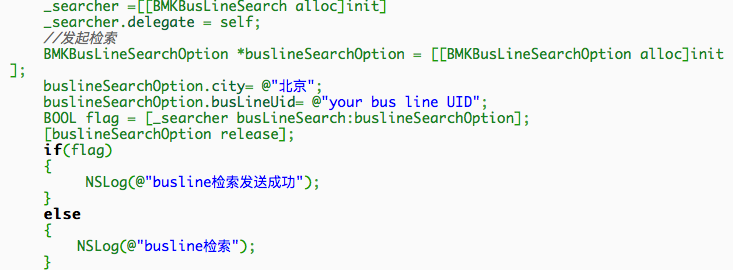 _searcher =[[BMKBusLineSearch alloc]init]
_searcher.delegate = self;
//发起检索
BMKBusLineSearchOption *buslineSearchOption = [[BMKBusLineSearchOption alloc]init
];
buslineSearchOption.city= @"北京";
buslineSearchOption.busLineUid= @"your bus line UID";
BOOL flag = [_searcher busLineSearch:buslineSearchOption];
[buslineSearchOption release];
if(flag)
{
NSLog(@"busline检索发送成功");
}
else
{
NSLog(@"busline检索");
}